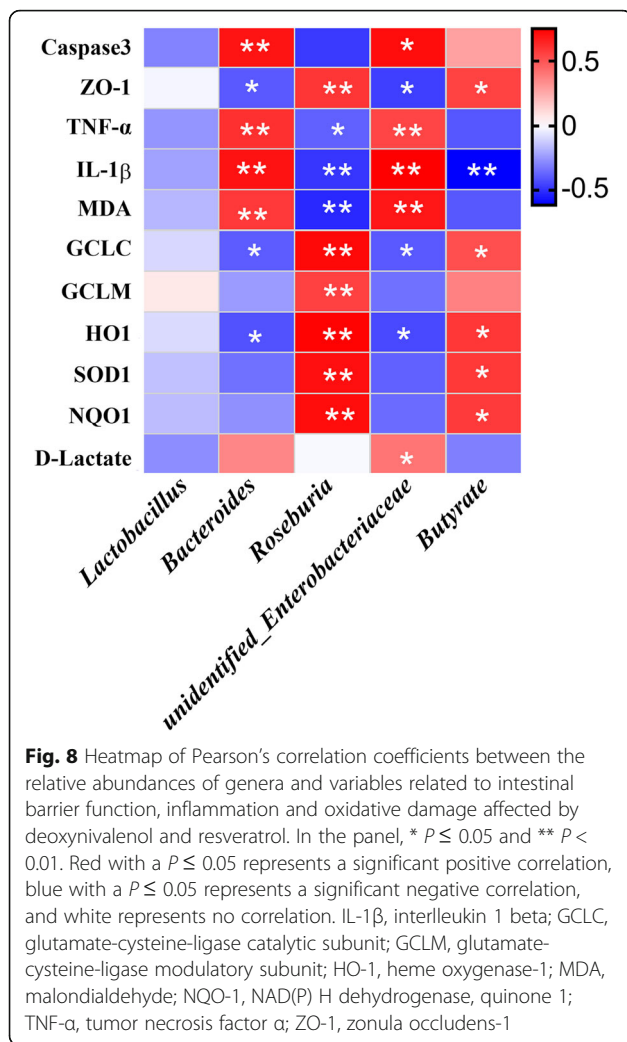 Caspase3 ** * 0.5
ZO-1 * ** * *
TNF-α ** * ** 0
IL-1β ** ** ** **
MDA ** ** ** -0.5
GCLC * ** * *
GCLM **
HO1 * ** * *
SOD1 ** *
NQO1 ** *
D-Lactate *
Lactobacillus
Bacteroides
Roseburia
unidentified_Enterobacteriaceae
Butyrate
Fig. 8 Heatmap of Pearson's correlation coefficients between the
relative abundances of genera and variables related to intestinal
barrier function, inflammation and oxidative damage affected by
deoxynivalenol and resveratrol. In the panel, * P ≤ 0.05 and ** P <
0.01. Red with a P ≤ 0.05 represents a significant positive correlation,
blue with a P ≤ 0.05 represents a significant negative correlation,
and white represents no correlation. IL-1β, interlleukin 1 beta; GCLC,
glutamate-cysteine-ligase catalytic subunit; GCLM, glutamate-
cysteine-ligase modulatory subunit; HO-1, heme oxygenase-1; MDA,
malondialdehyde; NQO-1, NAD(P) H dehydrogenase, quinone 1;
TNF-α, tumor necrosis factor α; ZO-1, zonula occludens-1